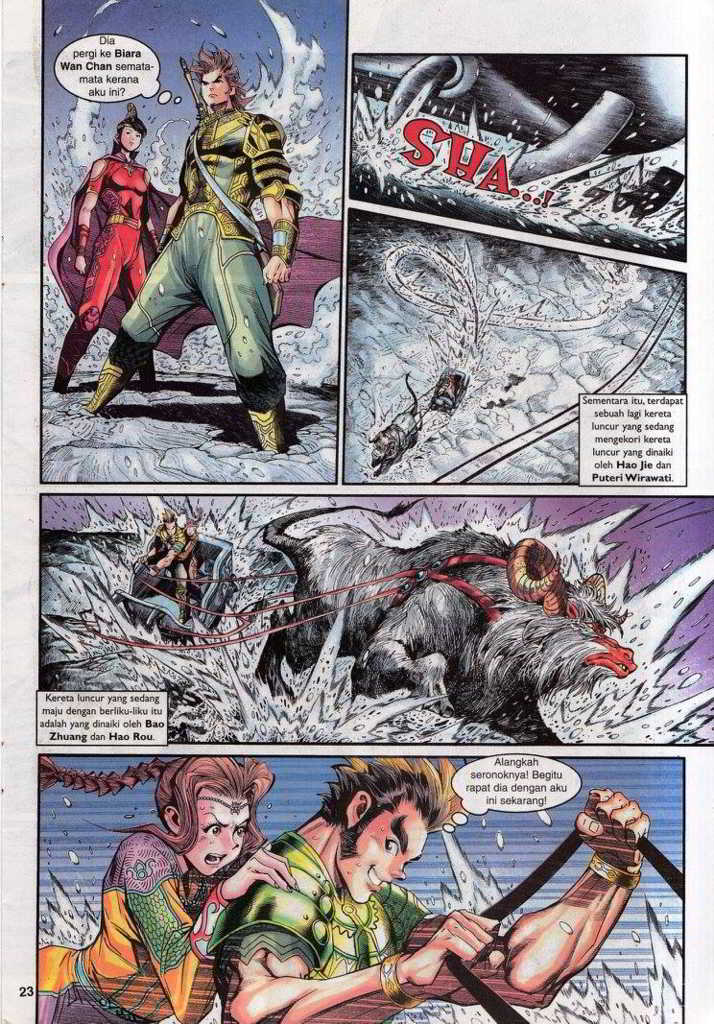 Dia
pergi ke Biara
Wan Chan semata-
mata kerana
aku ini?
SHA...!
Sementara itu, terdapat
sebuah lagi kereta
luncur yang sedang
mengekori kereta
luncur yang dinaiki
oleh Hao Jie dan
Puteri Wirawati.
Kereta luncur yang sedang
maju dengan berliku-liku itu
adalah yang dinaiki oleh Bao
Zhuang dan Hao Rou.
Alangkah
seronoknya! Begitu
rapat dia dengan aku
ini sekarang!
23